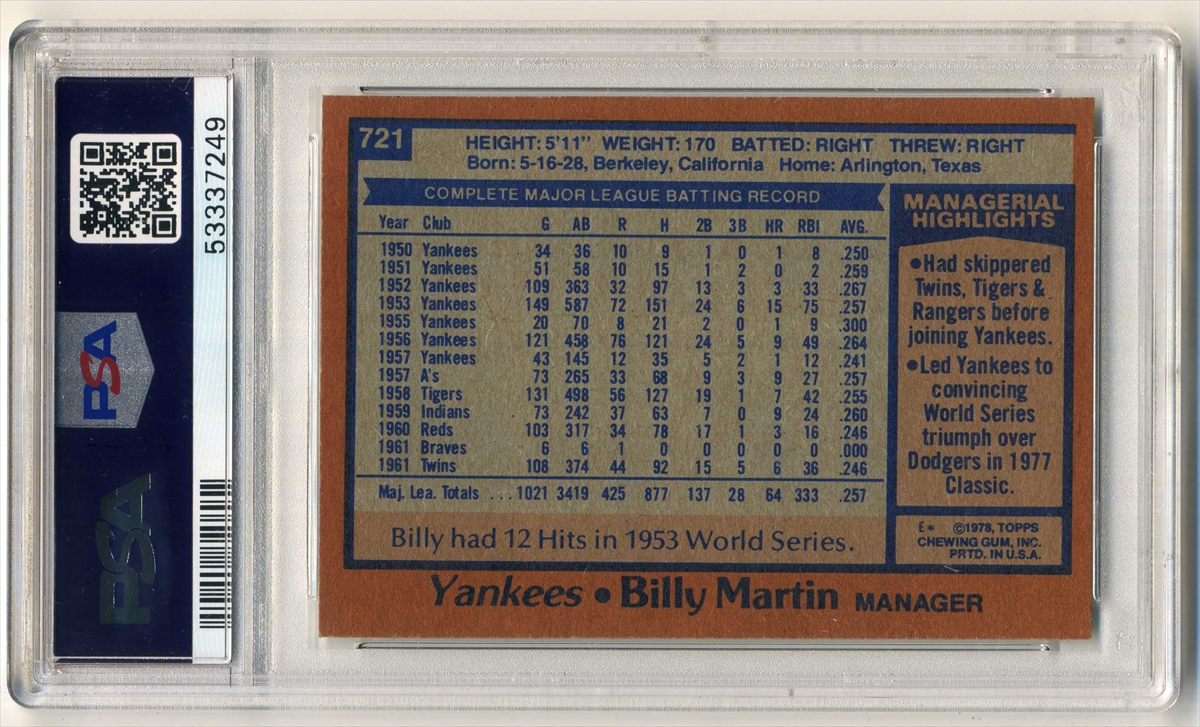 53337249
PSA
PSA
721
HEIGHT: 5'11" WEIGHT: 170 BATTED: RIGHT THREW: RIGHT
Born: 5-16-28, Berkeley, California Home: Arlington, Texas
COMPLETE MAJOR LEAGUE BATTING RECORD
Year Club G AB R H 2B 3B HR RBI AVG.
1950 Yankees 34 36 10 9 1 0 1 8 .250
1951 Yankees 51 58 10 15 1 2 0 2 .259
1952 Yankees 109 363 32 97 13 3 3 33 .267
1953 Yankees 149 587 72 151 24 6 15 75 .257
1955 Yankees 20 70 8 21 2 0 1 9 .300
1956 Yankees 121 458 76 121 24 5 9 49 .264
1957 Yankees 43 145 12 35 5 2 1 12 .241
1957 A's 73 265 33 68 9 3 9 27 .257
1958 Tigers 131 498 56 127 19 1 7 42 .255
1959 Indians 73 242 37 63 7 0 9 24 .260
1960 Reds 103 317 34 78 17 1 3 16 .246
1961 Braves 6 6 1 0 0 0 0 0 .000
1961 Twins 108 374 44 92 15 5 6 36 .246
Maj. Lea. Totals ... 1021 3419 425 877 137 28 64 333 .257
Billy had 12 Hits in 1953 World Series.
MANAGERIAL
HIGHLIGHTS
•Had skippered
Twins, Tigers &
Rangers before
joining Yankees.
•Led Yankees to
convincing
World Series
triumph over
Dodgers in 1977
Classic.
E* ©1978, TOPPS
CHEWING GUM, INC.
PRTD. IN U.S.A.
Yankees • Billy Martin MANAGER